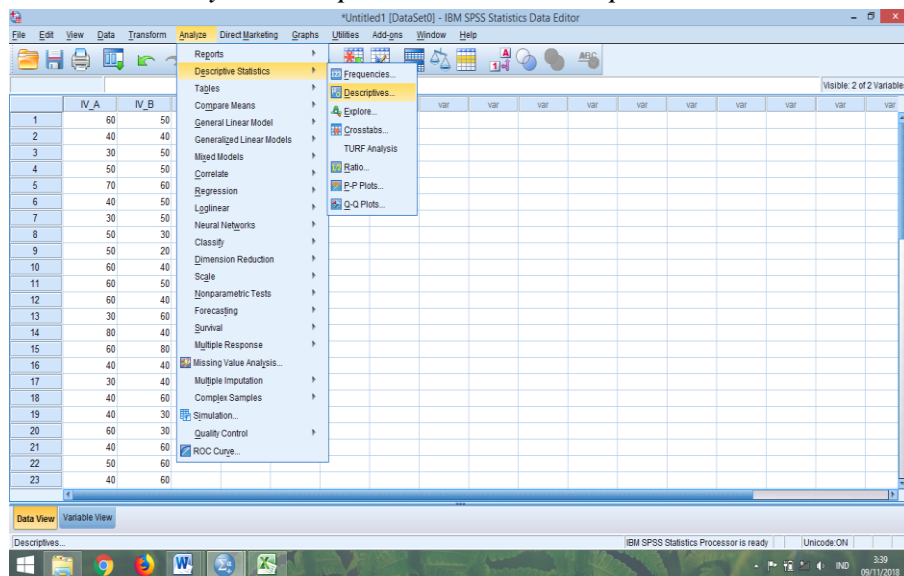 *Untitled1 [DataSet0] - IBM SPSS Statistics Data Editor
File Edit View Data Transform Analyze Direct Marketing Graphs Utilities Add-ons Window Help
Visible: 2 of 2 Variable
Reports
Descriptive Statistics
Tables
Compare Means
General Linear Model
Generalized Linear Models
Mixed Models
Correlate
Regression
Loglinear
Neural Networks
Classify
Dimension Reduction
Scale
Nonparametric Tests
Forecasting
Survival
Multiple Response
Missing Value Analysis...
Multiple Imputation
Complex Samples
Simulation...
Quality Control
ROC Curve...
Frequencies...
Descriptives...
Explore...
Crosstabs...
TURF Analysis
Ratio...
P-P Plots...
Q-Q Plots...
IV_A IV_B var var var var var var var var var var
1 60 50
2 40 40
3 30 50
4 50 50
5 70 60
6 40 50
7 30 50
8 50 30
9 50 20
10 60 40
11 60 50
12 60 40
13 30 60
14 80 40
15 60 80
16 40 40
17 30 40
18 40 60
19 40 30
20 60 30
21 40 60
22 50 60
23 40 60
Data View Variable View
Descriptives... IBM SPSS Statistics Processor is ready Unicode:ON
IND 3:39
09/11/2018